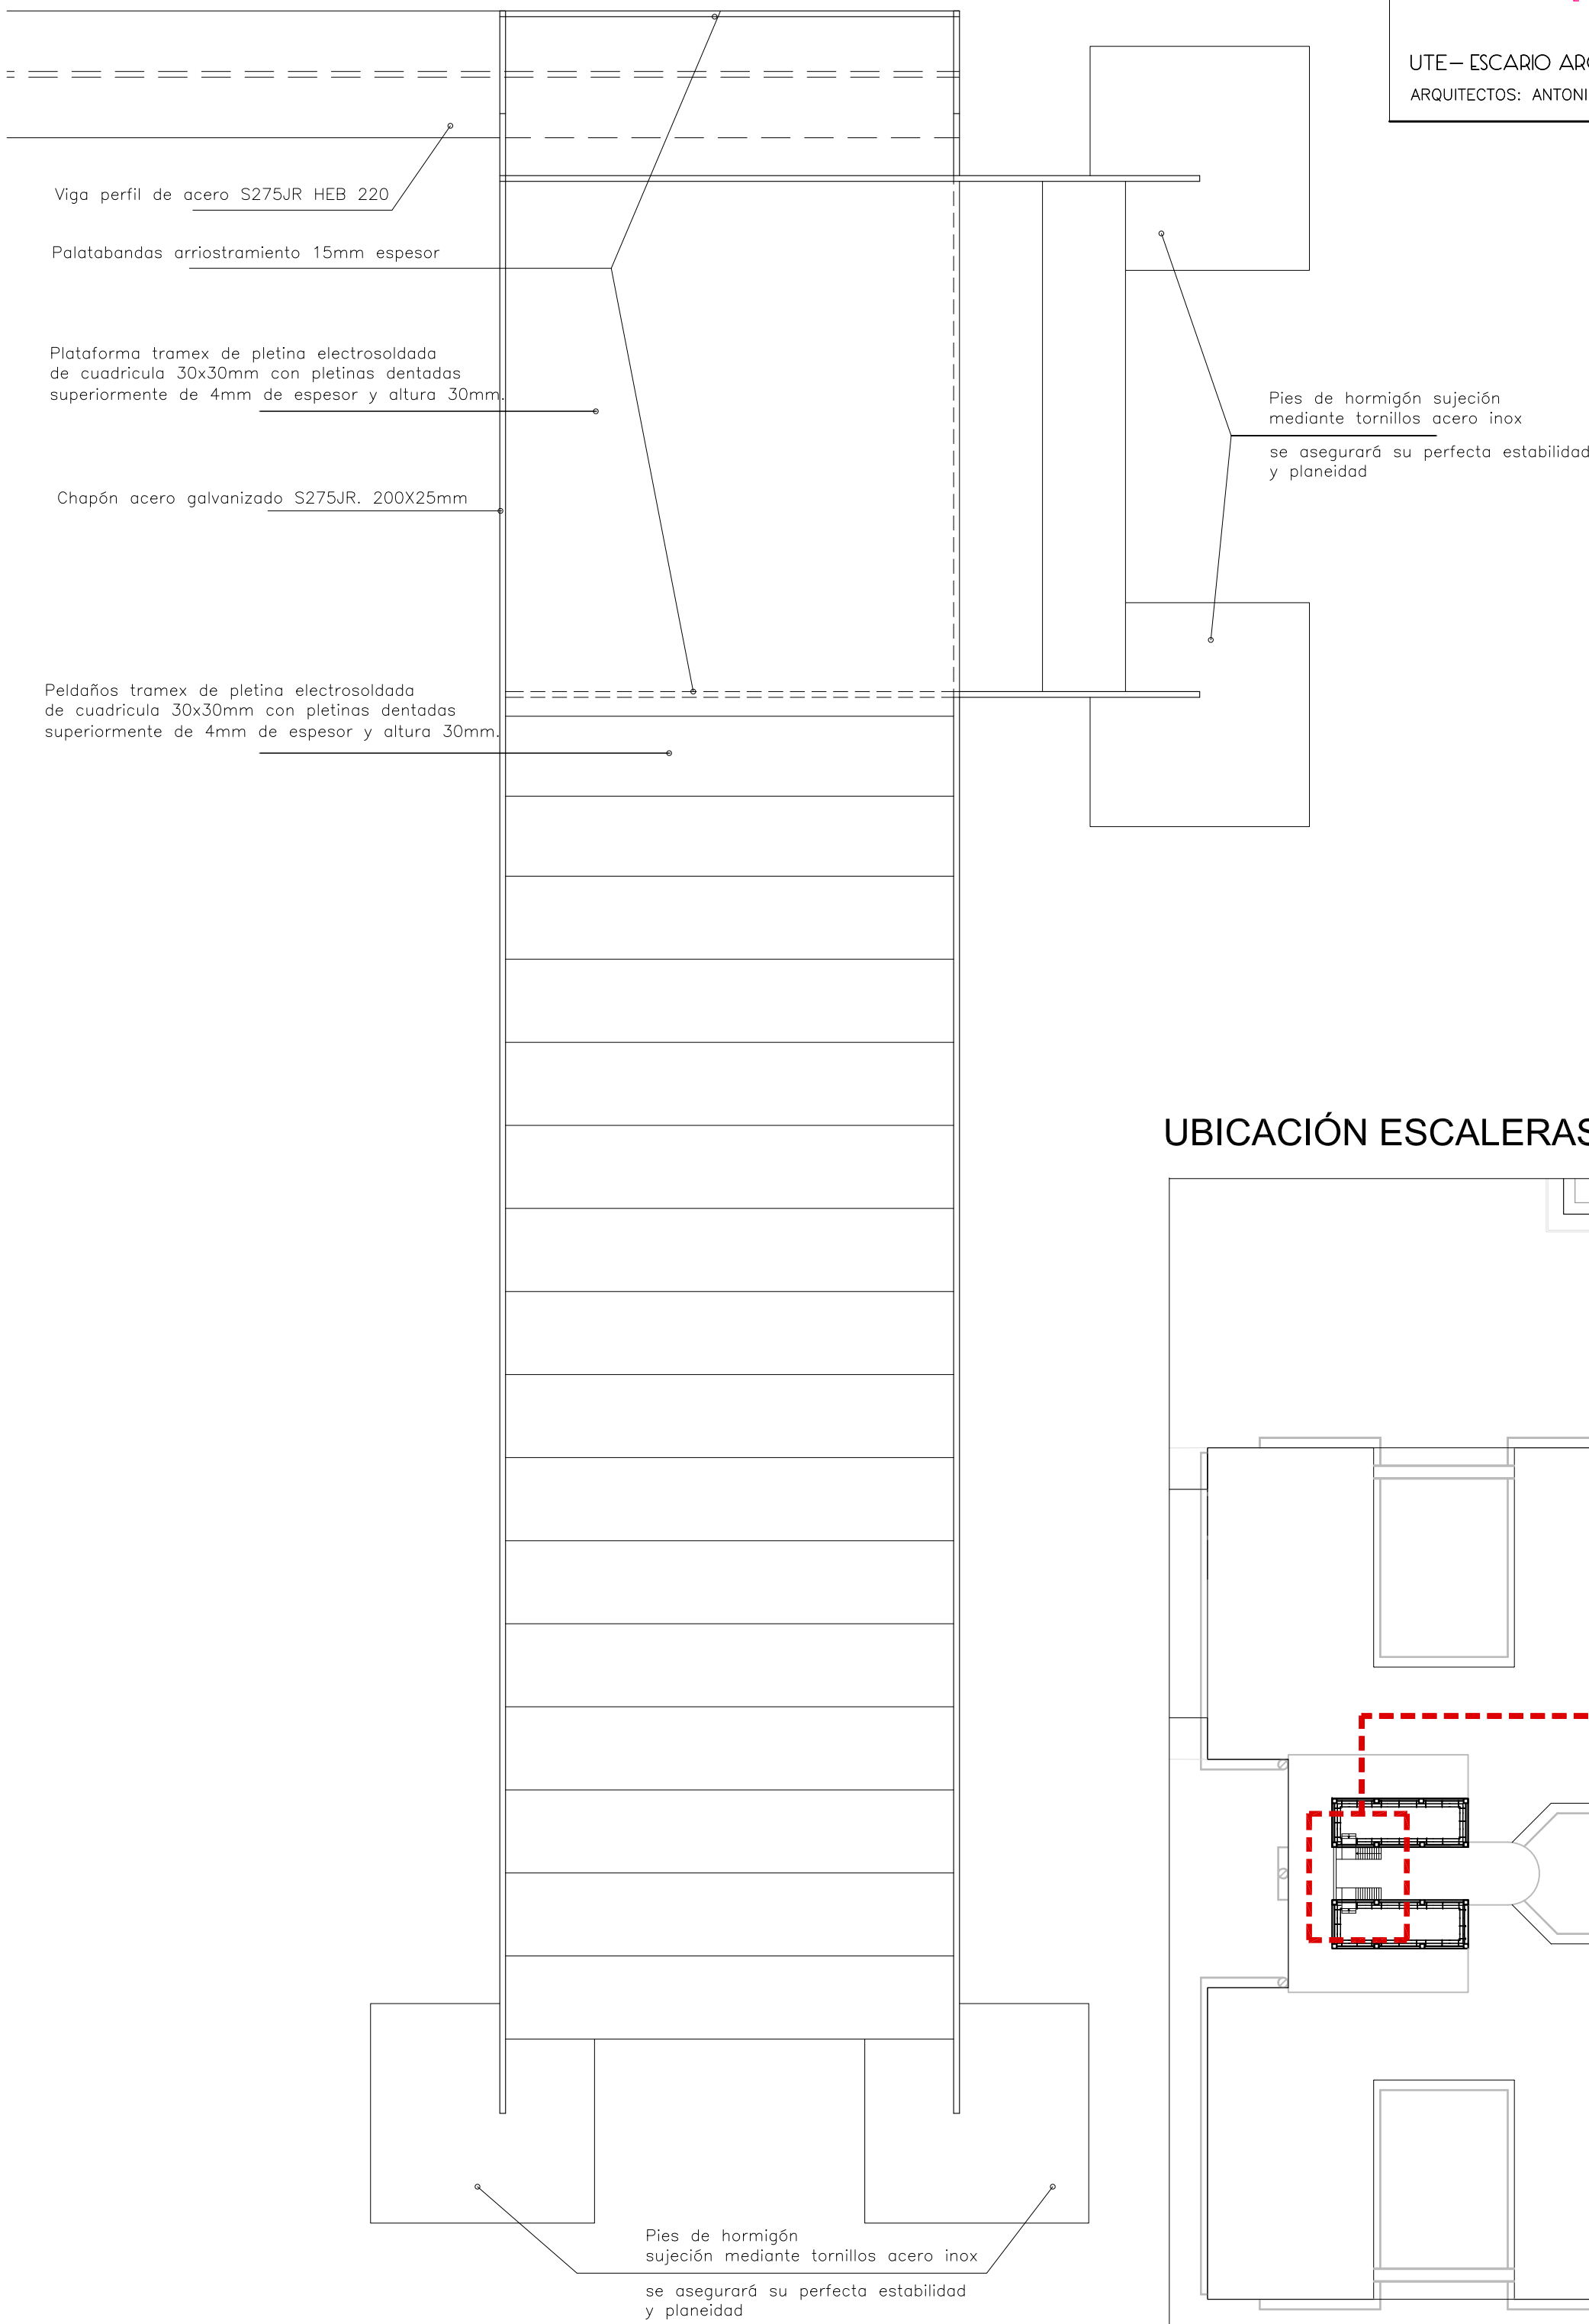 UTE- ESCARIO
ARQUITECTOS:
Viga perfil de acero S275JR HEB 220
Palatabandas arriostramiento 15mm espesor
Plataforma tramex de pletina electrosoldada
de cuadricula 30x30mm con pletinas dentadas
superiormente de 4mm de espesor y altura 30mm.
Pies de hormigón sujeción
mediante tornillos acero inox
se asegurará su perfecta estabilidad
y planeidad
Chapón acero galvanizado S275JR. 200X25mm
Peldaños tramex de pletina electrosoldada
de cuadricula 30x30mm con pletinas dentadas
superiormente de 4mm de espesor y altura 30mm.
UBICACIÓN ESCALERAS
Pies de hormigón
sujeción mediante tornillos acero inox
se asegurará su perfecta estabilidad
y planeidad